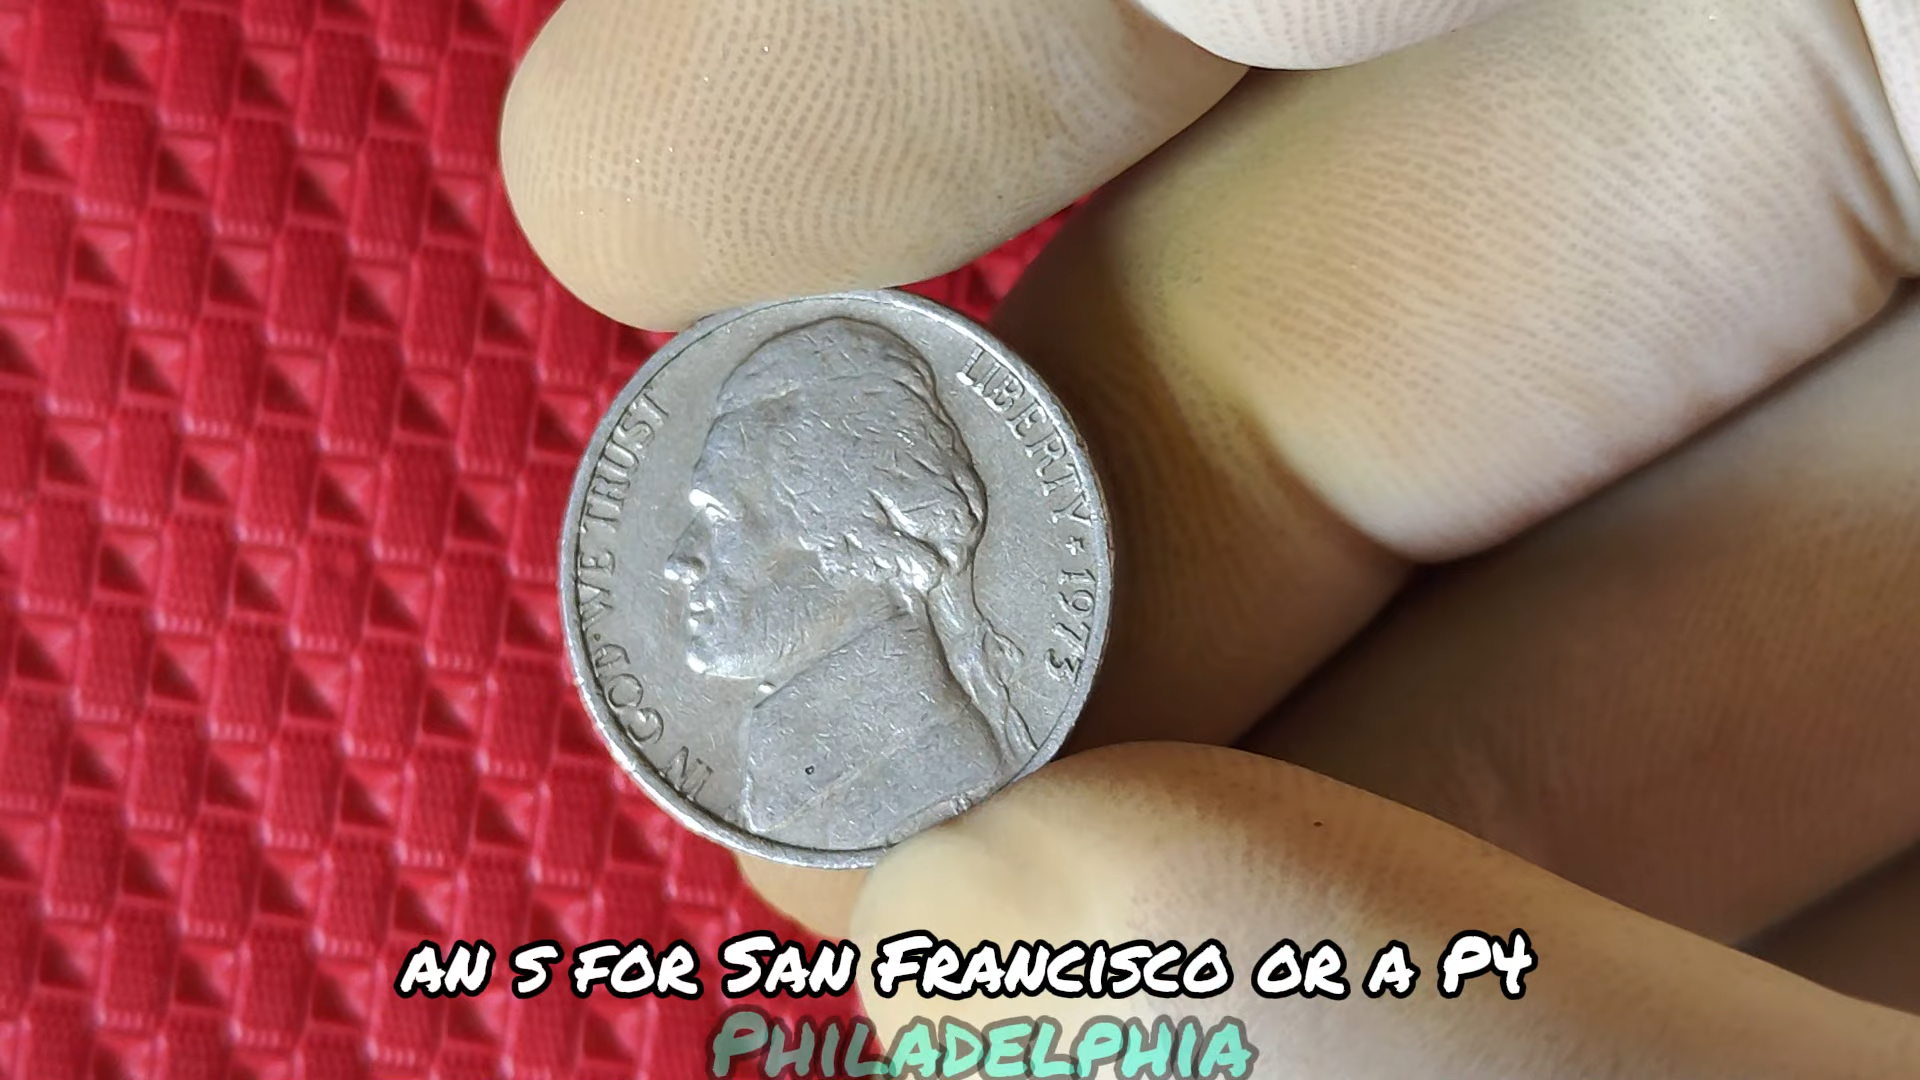 IN GOD WE TRUST
LIBERTY ★ 1973
AN S FOR SAN FRANCISCO OR A P4
PHILADELPHIA